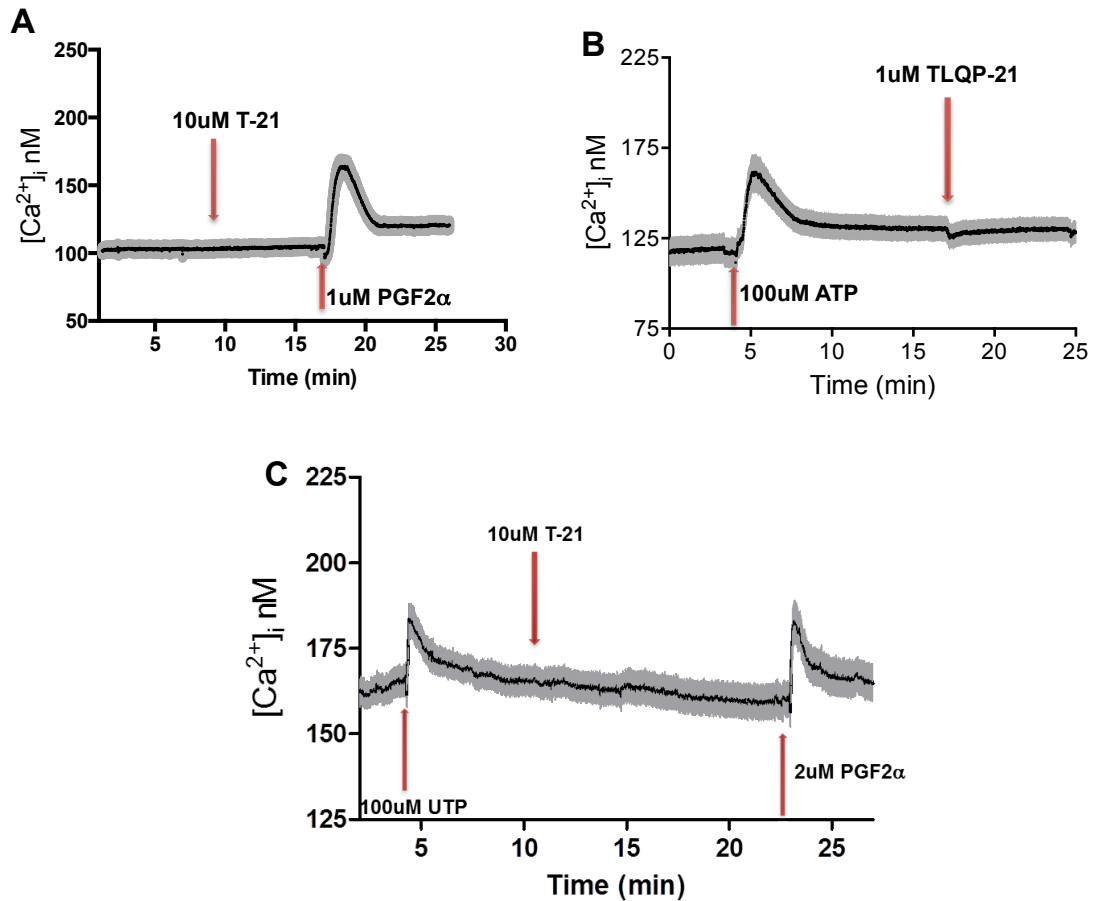 A
[Ca²⁺]ᵢ nM
250
200
150
100
50
10uM T-21
1uM PGF2α
5 10 15 20 25 30
Time (min)
B
[Ca²⁺]ᵢ nM
225
175
125
75
1uM TLQP-21
100uM ATP
0 5 10 15 20 25
Time (min)
C
[Ca²⁺]ᵢ nM
225
200
175
150
125
10uM T-21
2uM PGF2α
100uM UTP
5 10 15 20 25
Time (min)